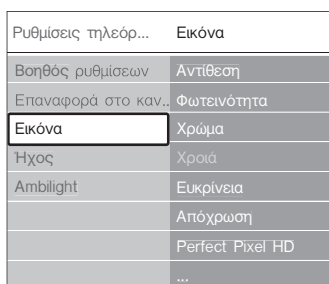 Ρυθμίσεις τηλεόρ... Εικόνα
Βοηθός ρυθμίσεων Αντίθεση
Επαναφορά στο καν.. Φωτεινότητα
Εικόνα Χρώμα
Ήχος Χροιά
Ambilight Ευκρίνεια
Απόχρωση
Perfect Pixel HD
...